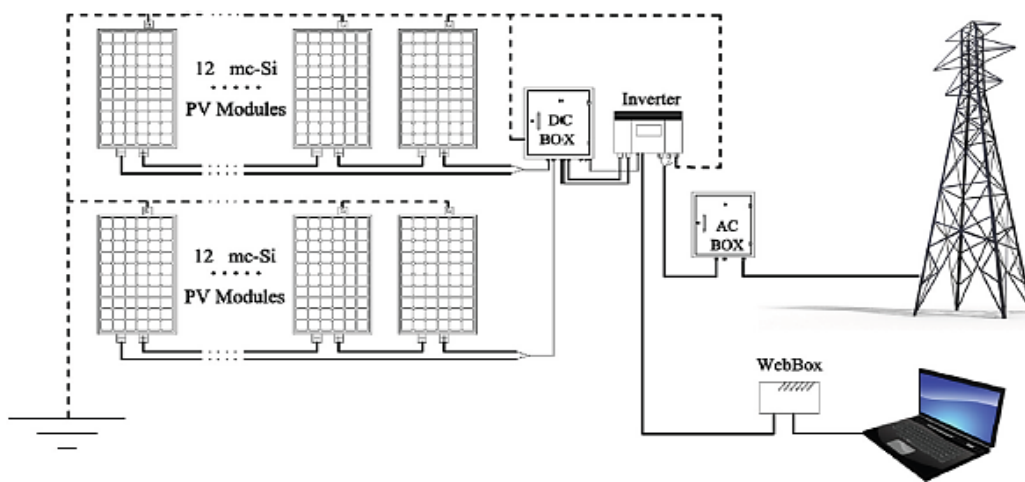 12 mc-Si
PV Modules
DC
BOX
Inverter
AC
BOX
12 mc-Si
PV Modules
WebBox